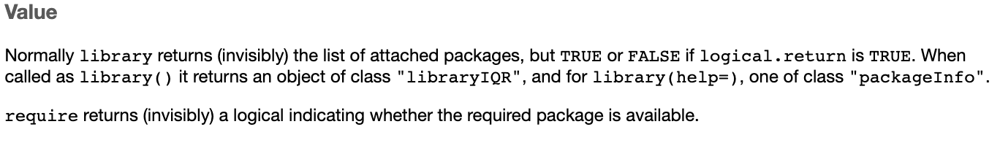 Value
Normally library returns (invisibly) the list of attached packages, but TRUE or FALSE if logical.return is TRUE. When
called as library() it returns an object of class "libraryIQR", and for library(help=), one of class "packageInfo".
require returns (invisibly) a logical indicating whether the required package is available.